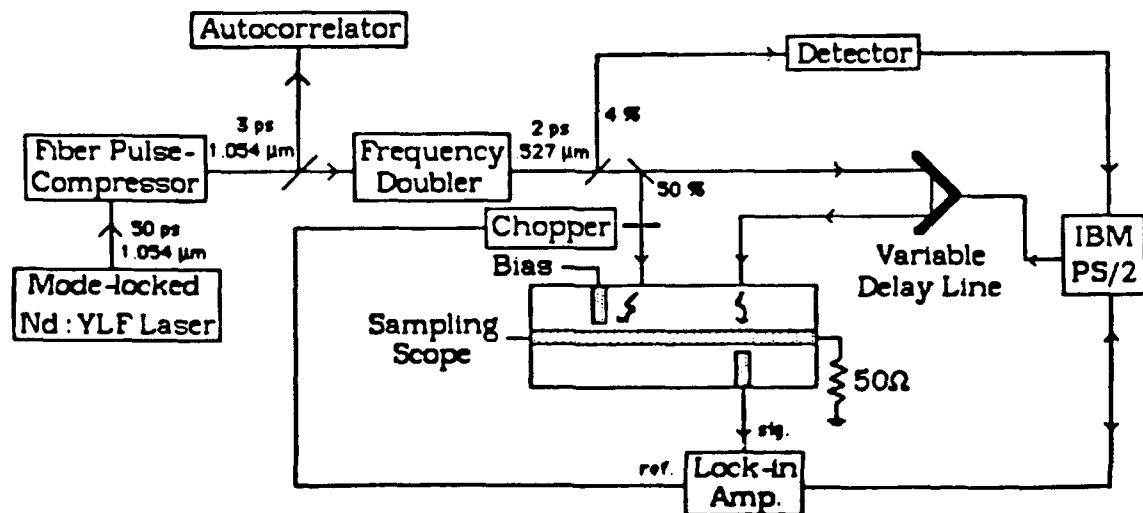 Autocorrelator
Detector
3 ps
1.054 µm
4 %
2 ps
.527 µm
Fiber Pulse-
Compressor
Frequency
Doubler
50 %
50 ps
1.054 µm
Chopper
Bias
Variable
Delay Line
IBM
PS/2
Mode-locked
Nd : YLF Laser
Sampling
Scope
50Ω
sig.
ref.
Lock-in
Amp.